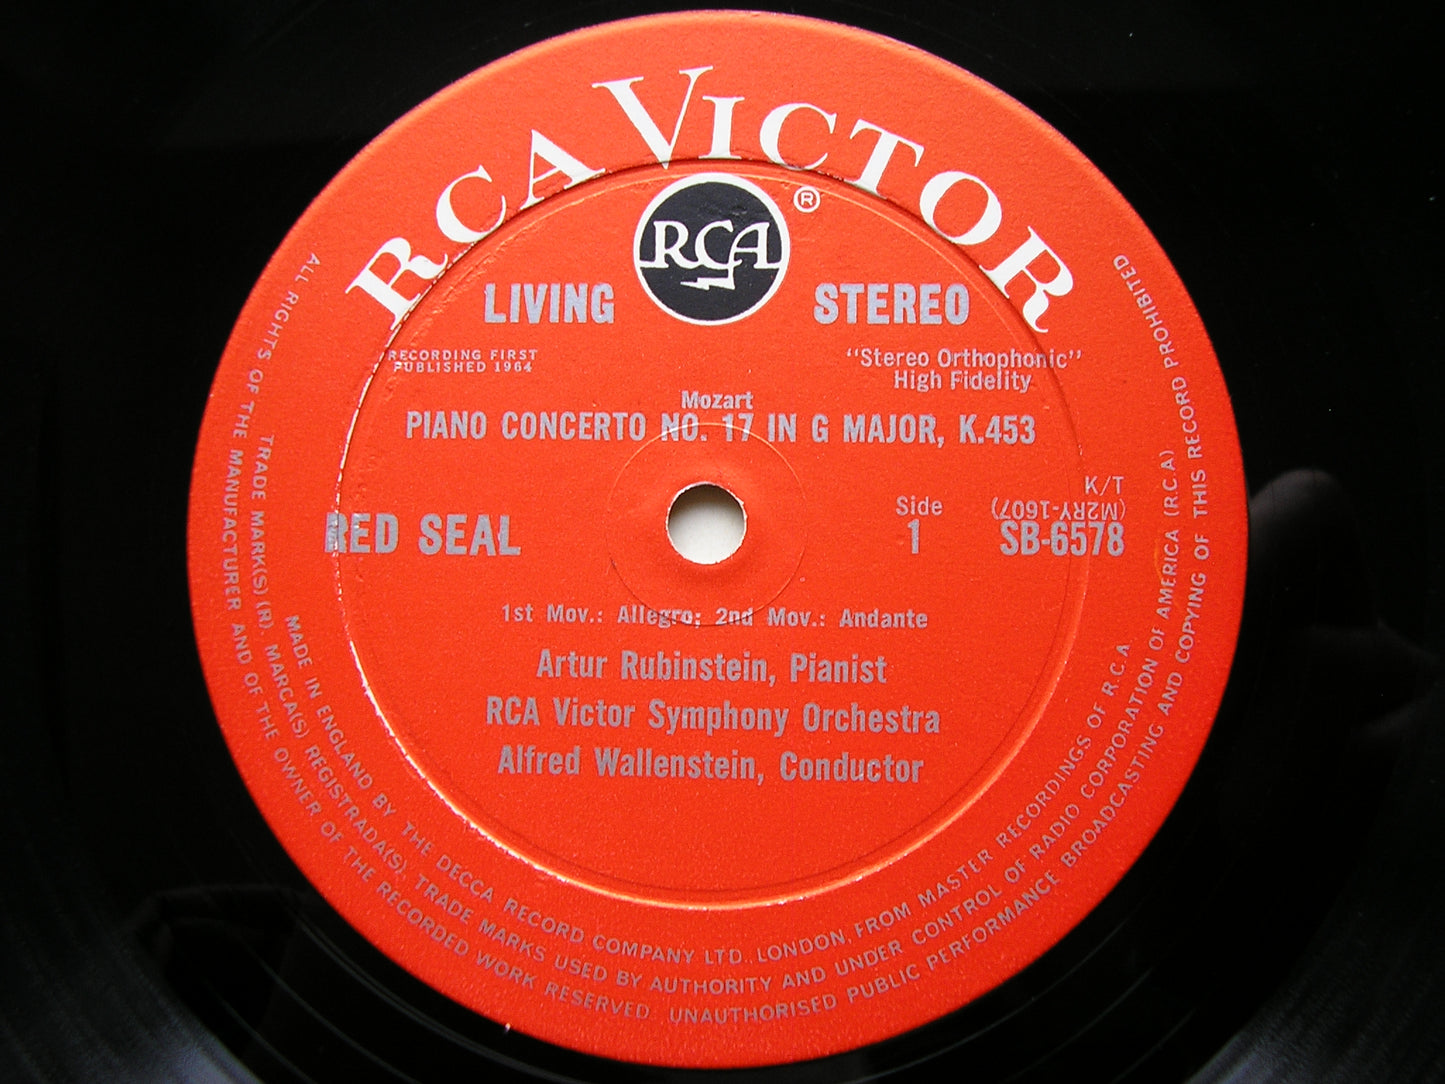 RCA VICTOR
RCA
®
LIVING STEREO
RECORDING FIRST
PUBLISHED 1964
"Stereo Orthophonic"
High Fidelity
Mozart
PIANO CONCERTO NO. 17 IN G MAJOR, K.453
RED SEAL
Side
1
K/T
(M2RY-1607)
SB-6578
1st Mov.: Allegro; 2nd Mov.: Andante
Artur Rubinstein, Pianist
RCA Victor Symphony Orchestra
Alfred Wallenstein, Conductor
MADE IN ENGLAND BY THE DECCA RECORD COMPANY LTD., LONDON, FROM MASTER RECORDINGS OF R.C.A
TRADE MARK(S) (R). MARCA(S) REGISTRADA(S). TRADE MARKS USED BY AUTHORITY AND UNDER CONTROL OF RADIO CORPORATION OF AMERICA (R.C.A)
ALL RIGHTS OF THE MANUFACTURER AND OF THE OWNER OF THE RECORDED WORK RESERVED. UNAUTHORISED PUBLIC PERFORMANCE BROADCASTING AND COPYING OF THIS RECORD PROHIBITED